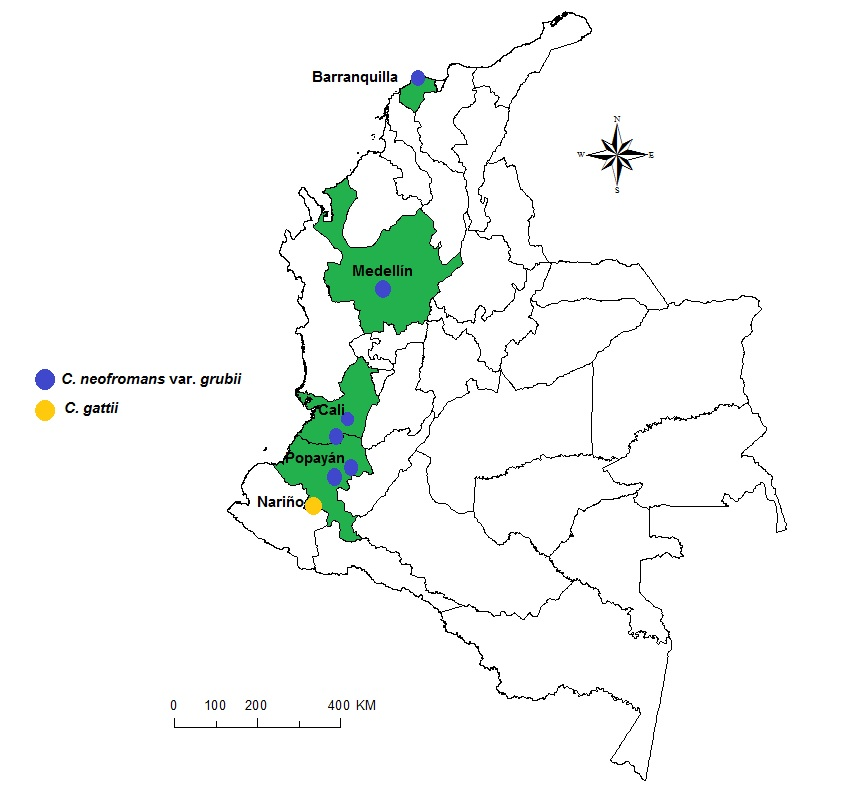 Barranquilla
N
W
E
S
Medellín
C. neofromans var. grubii
C. gattii
Cali
Popayán
Nariño
0 100 200 400 KM